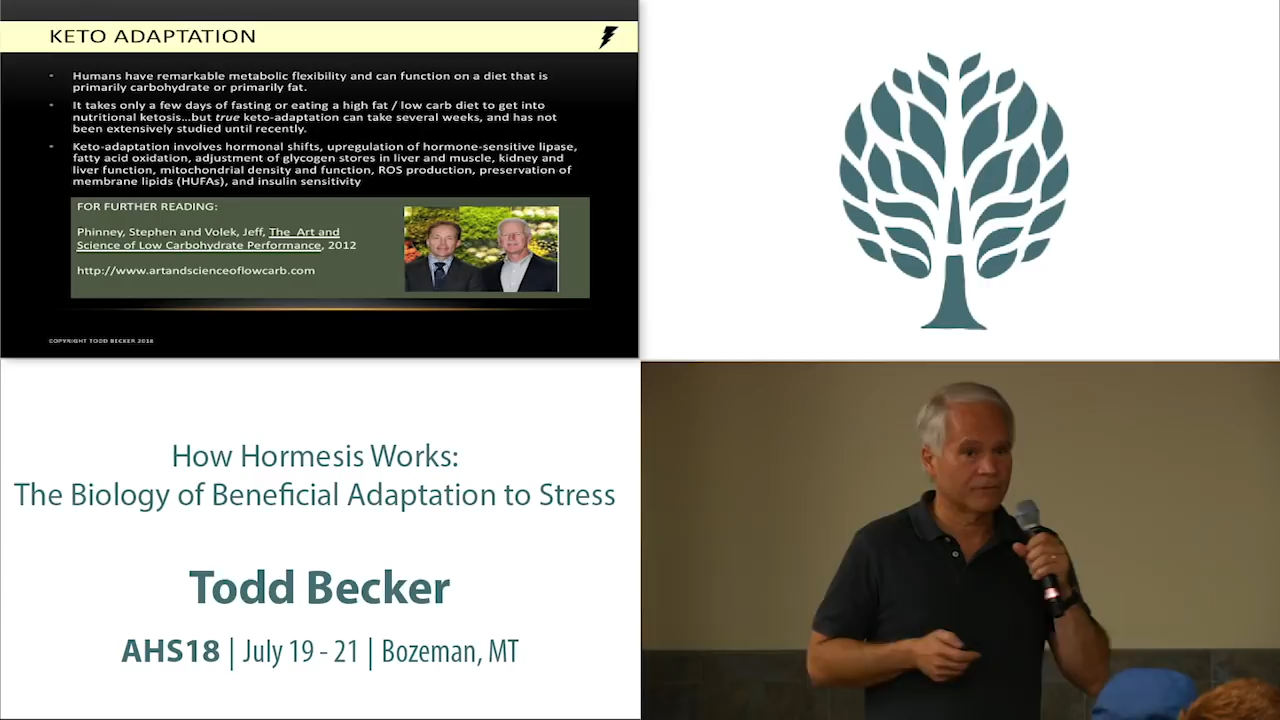 KETO ADAPTATION
• Humans have remarkable metabolic flexibility and can function on a diet that is
primarily carbohydrate or primarily fat.
• It takes only a few days of fasting or eating a high fat / low carb diet to get into
nutritional ketosis...but true keto-adaptation can take several weeks, and has not
been extensively studied until recently.
• Keto-adaptation involves hormonal shifts, upregulation of hormone-sensitive lipase,
fatty acid oxidation, adjustment of glycogen stores in liver and muscle, kidney and
liver function, mitochondrial density and function, ROS production, preservation of
membrane lipids (HUFAs), and insulin sensitivity
FOR FURTHER READING:
Phinney, Stephen and Volek, Jeff, The Art and
Science of Low Carbohydrate Performance, 2012
http://www.artandscienceoflowcarb.com
COPYRIGHT TODD BECKER 2018
How Hormesis Works:
The Biology of Beneficial Adaptation to Stress
Todd Becker
AHS18 | July 19 - 21 | Bozeman, MT